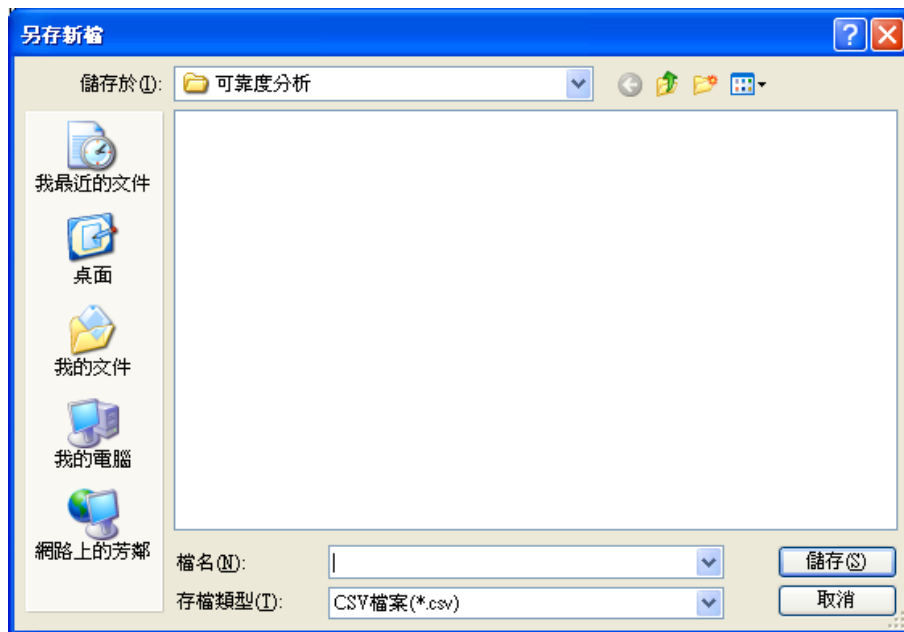 另存新檔
儲存於(I):
可靠度分析
我最近的文件
桌面
我的文件
我的電腦
網路上的芳鄰
檔名(N):
儲存(S)
存檔類型(T):
CSV檔案(*.csv)
取消